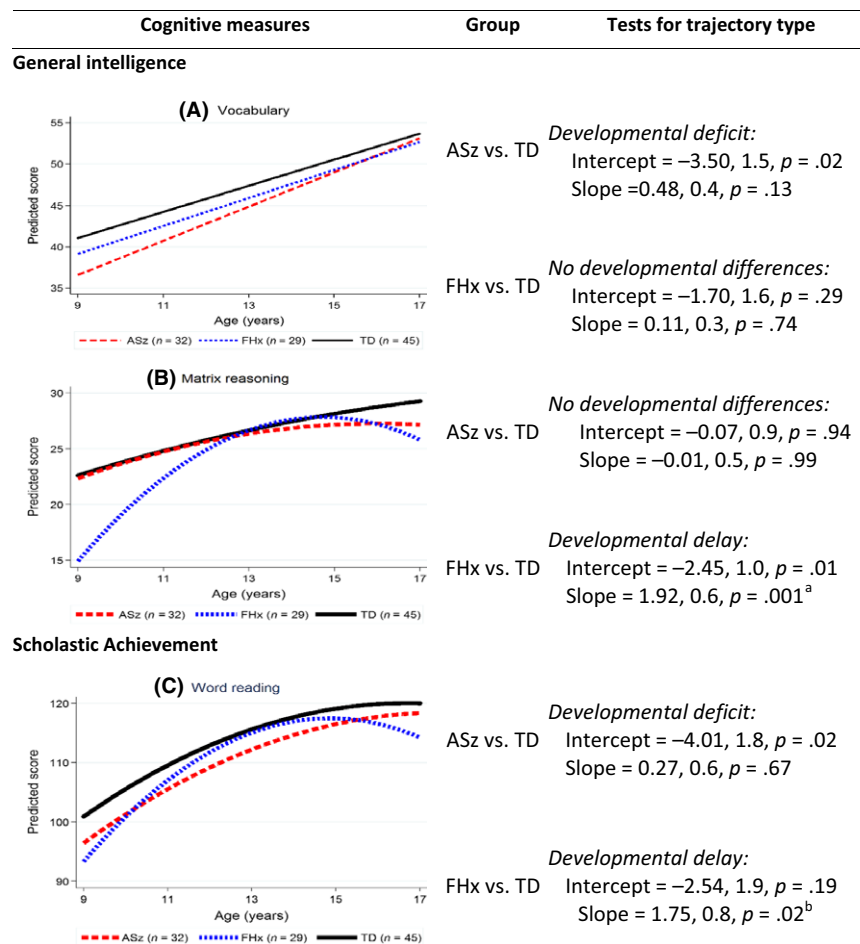 Cognitive measures Group Tests for trajectory type
General intelligence
(A) Vocabulary
55
50
45
40
35
Predicted score
9 11 13 15 17
Age (years)
ASz (n = 32) FHx (n = 29) TD (n = 45)
ASz vs. TD
Developmental deficit:
Intercept = –3.50, 1.5, p = .02
Slope =0.48, 0.4, p = .13
FHx vs. TD
No developmental differences:
Intercept = –1.70, 1.6, p = .29
Slope = 0.11, 0.3, p = .74
(B) Matrix reasoning
30
25
20
15
Predicted score
9 11 13 15 17
Age (years)
ASz (n = 32) FHx (n = 29) TD (n = 45)
ASz vs. TD
No developmental differences:
Intercept = –0.07, 0.9, p = .94
Slope = –0.01, 0.5, p = .99
FHx vs. TD
Developmental delay:
Intercept = –2.45, 1.0, p = .01
Slope = 1.92, 0.6, p = .001a
Scholastic Achievement
(C) Word reading
120
110
100
90
Predicted score
9 11 13 15 17
Age (years)
ASz (n = 32) FHx (n = 29) TD (n = 45)
ASz vs. TD
Developmental deficit:
Intercept = –4.01, 1.8, p = .02
Slope = 0.27, 0.6, p = .67
FHx vs. TD
Developmental delay:
Intercept = –2.54, 1.9, p = .19
Slope = 1.75, 0.8, p = .02b